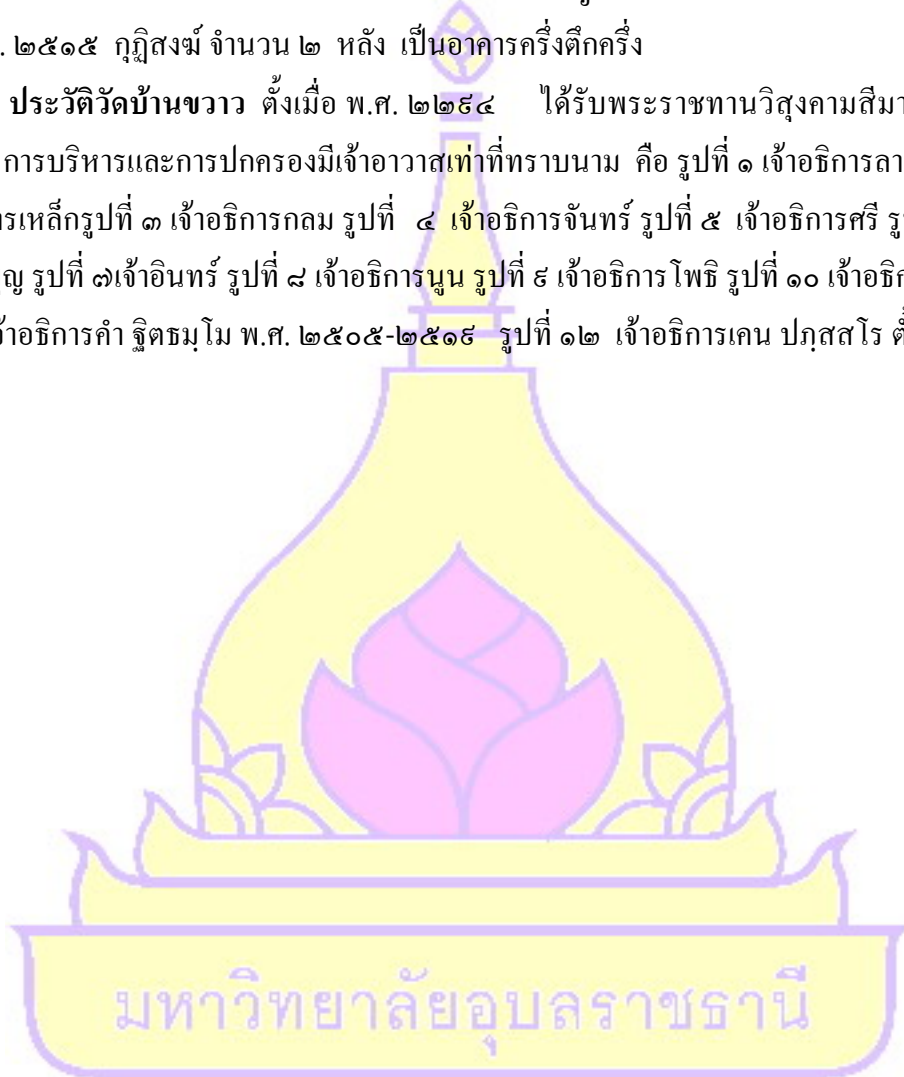 . ๒๕๑๕ กุฏิสงฆ์ จำนวน ๒ หลัง เป็นอาคารครึ่งตึกครึ่ง
ประวัติวัดบ้านขวาว ตั้งเมื่อ พ.ศ. ๒๒๙๔ ได้รับพระราชทานวิสุงคามสีมา
การบริหารและการปกครองมีเจ้าอาวาสเท่าที่ทราบนาม คือ รูปที่ ๑ เจ้าอธิการลา
รเหล็กรูปที่ ๓ เจ้าอธิการกลม รูปที่ ๔ เจ้าอธิการจันทร์ รูปที่ ๕ เจ้าอธิการศรี รู
ญ รูปที่ ๗เจ้าอินทร์ รูปที่ ๘ เจ้าอธิการนูน รูปที่ ๙ เจ้าอธิการโพธิ รูปที่ ๑๐ เจ้าอธิก
จ้าอธิการคำ ฐิตธมฺโม พ.ศ. ๒๕๐๕-๒๕๑๙ รูปที่ ๑๒ เจ้าอธิการเคน ปภสฺสโร ตั้
มหาวิทยาลัยอุบลราชธานี